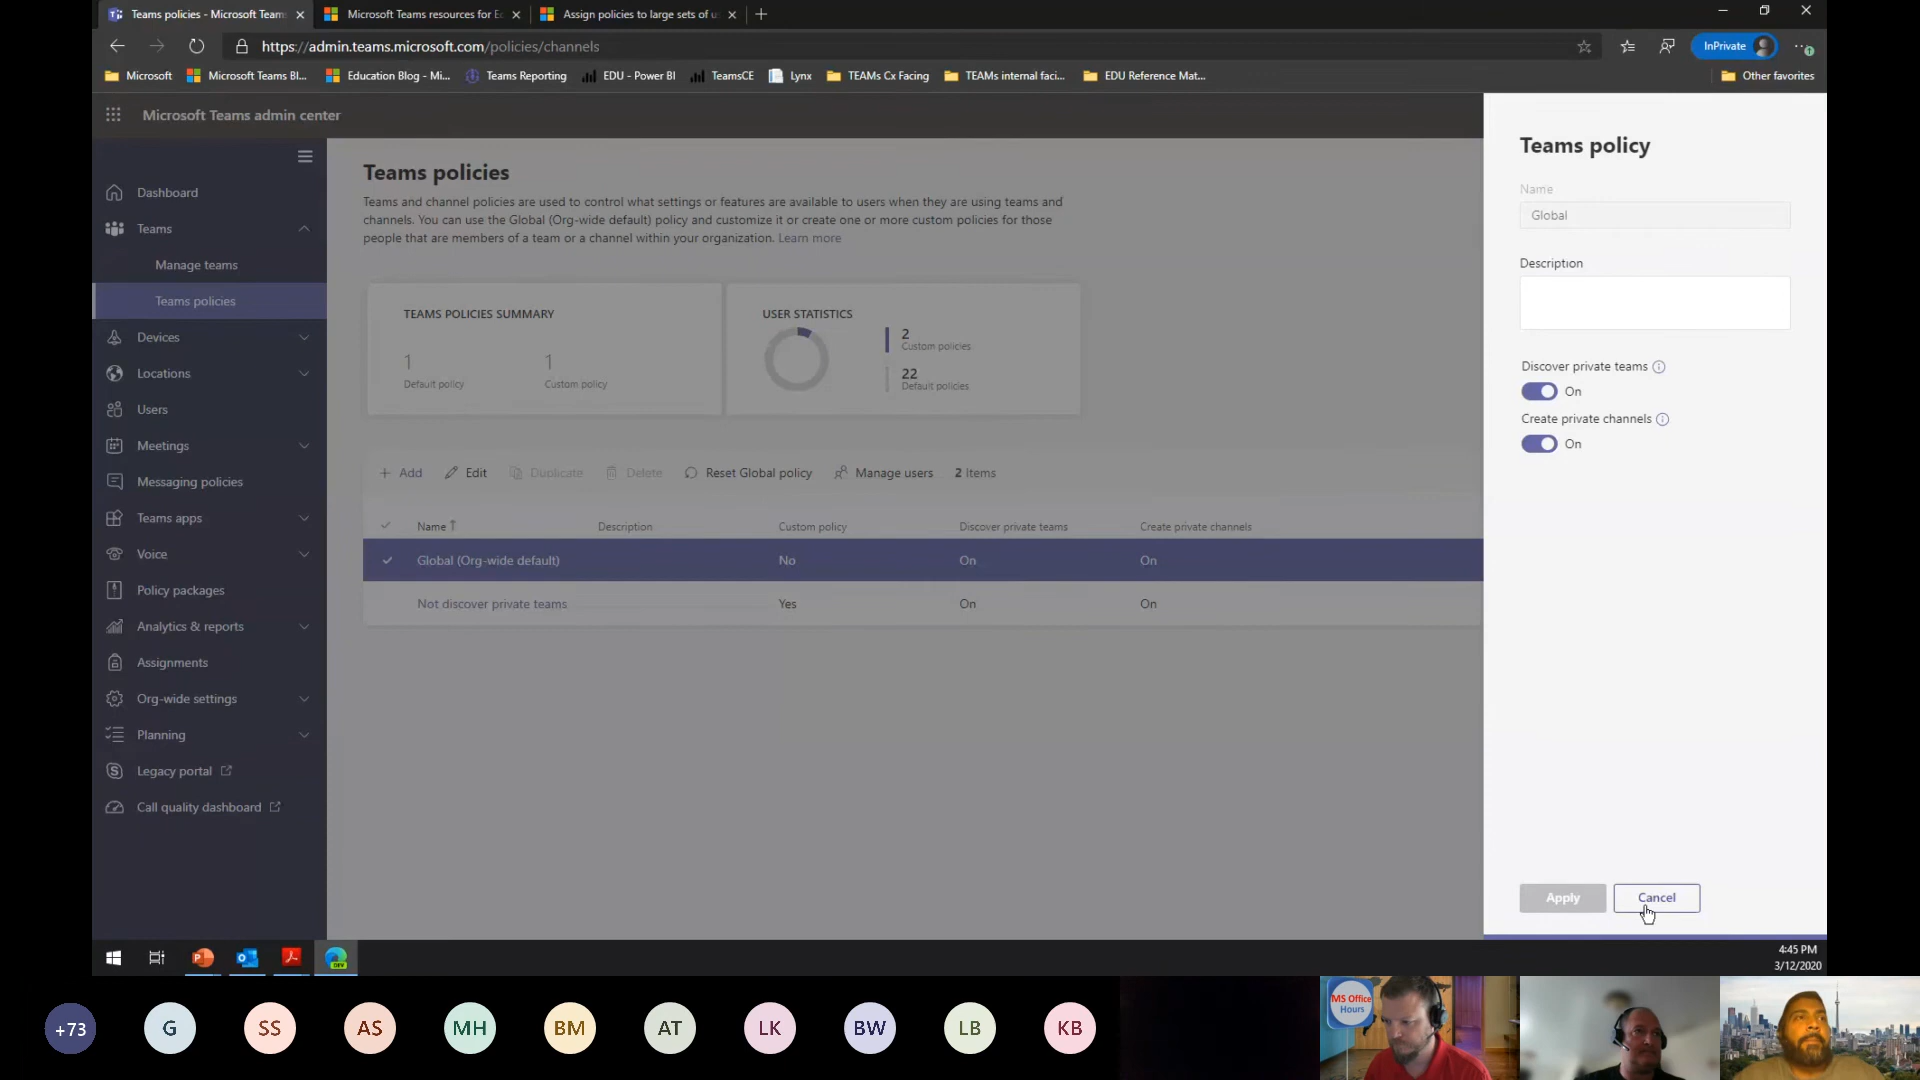 Teams policies - Microsoft Teams
Microsoft Teams resources for E
Assign policies to large sets of u
https://admin.teams.microsoft.com/policies/channels
InPrivate
Microsoft
Microsoft Teams Bl...
Education Blog - Mi...
Teams Reporting
EDU - Power BI
TeamsCE
Lynx
TEAMs Cx Facing
TEAMs internal faci...
EDU Reference Mat...
Other favorites
Microsoft Teams admin center
Dashboard
Teams
Manage teams
Teams policies
Devices
Locations
Users
Meetings
Messaging policies
Teams apps
Voice
Policy packages
Analytics & reports
Assignments
Org-wide settings
Planning
Legacy portal
Call quality dashboard
Teams policies
Teams and channel policies are used to control what settings or features are available to users when they are using teams and
channels. You can use the Global (Org-wide default) policy and customize it or create one or more custom policies for those
people that are members of a team or a channel within your organization. Learn more
TEAMS POLICIES SUMMARY
1
Default policy
1
Custom policy
USER STATISTICS
2
Custom policies
22
Default policies
+ Add
Edit
Duplicate
Delete
Reset Global policy
Manage users
2 items
Name ↑
Description
Custom policy
Discover private teams
Create private channels
Global (Org-wide default)
No
On
On
Not discover private teams
Yes
On
On
Teams policy
Name
Global
Description
Discover private teams
On
Create private channels
On
Apply
Cancel
DEV
4:45 PM
3/12/2020
+73
G
SS
AS
MH
BM
AT
LK
BW
LB
KB
MS Office
Hours